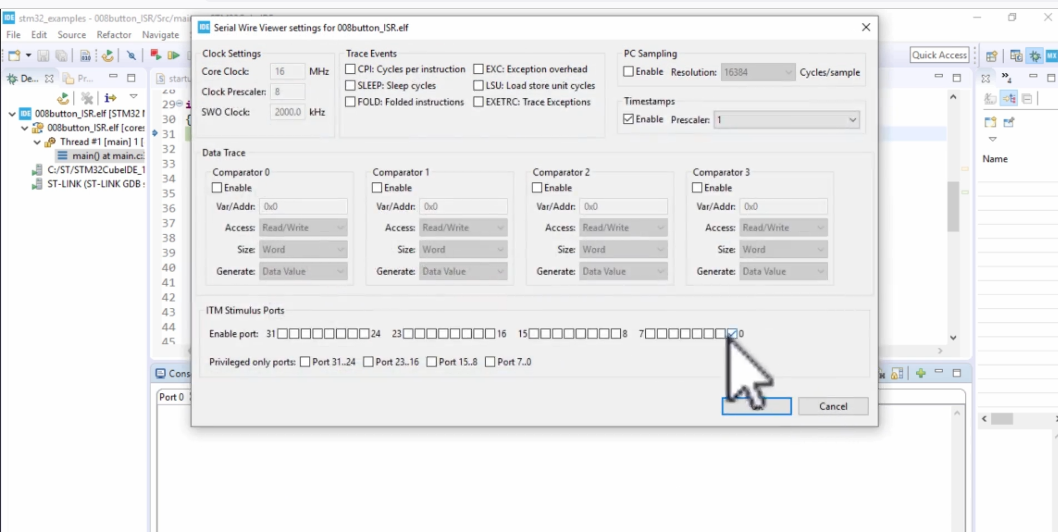 stm32_examples - 008button_ISR/Src/mai
File Edit Source Refactor Navigate
Quick Access
De... Pr...
startu
008button_ISR.elf [STM32 I
008button_ISR.elf [core:
Thread #1 [main] 1 [
main() at main.c:
C:/ST/STM32CubeIDE_1
ST-LINK (ST-LINK GDB s
28
29 i
30 {
31
32
33
34
35
36
37
38
39
40
41
42
43
44
45
Name
Cons
Port 0
Serial Wire Viewer settings for 008button_ISR.elf
Clock Settings
Core Clock: 16 MHz
Clock Prescaler: 8
SWO Clock: 2000.0 kHz
Trace Events
CPI: Cycles per instruction EXC: Exception overhead
SLEEP: Sleep cycles LSU: Load store unit cycles
FOLD: Folded instructions EXETRC: Trace Exceptions
PC Sampling
Enable Resolution: 16384 Cycles/sample
Timestamps
Enable Prescaler: 1
Data Trace
Comparator 0 Comparator 1 Comparator 2 Comparator 3
Enable Enable Enable Enable
Var/Addr: 0x0 Var/Addr: 0x0 Var/Addr: 0x0 Var/Addr: 0x0
Access: Read/Write Access: Read/Write Access: Read/Write Access: Read/Write
Size: Word Size: Word Size: Word Size: Word
Generate: Data Value Generate: Data Value Generate: Data Value Generate: Data Value
ITM Stimulus Ports
Enable port: 31 24 23 16 15 8 7 0
Privileged only ports: Port 31..24 Port 23..16 Port 15..8 Port 7..0
Cancel